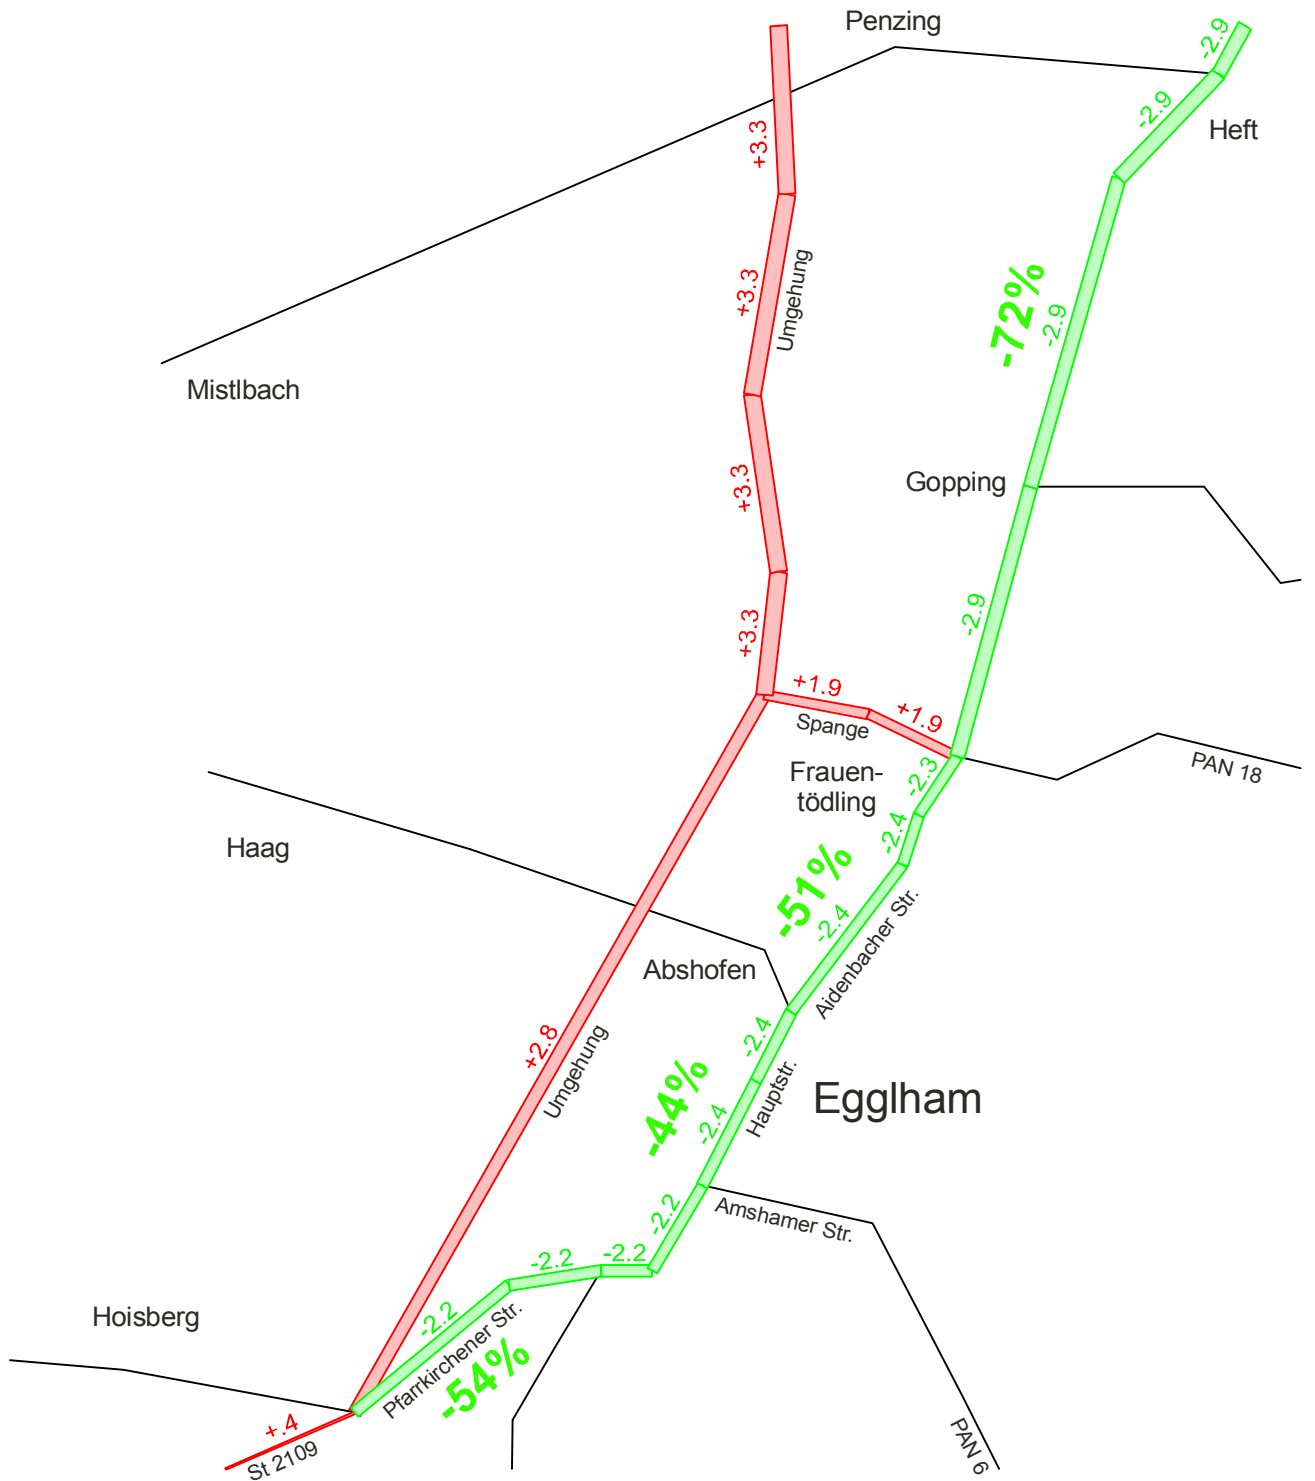 Penzing
-2.9
-2.9
Heft
+3.3
+3.3
Umgehung
-72%
-2.9
Mistlbach
+3.3
Gopping
-2.9
+3.3
+1.9
+1.9
Spange
PAN 18
Frauen-
tödling
-2.3
-2.4
Haag
-51%
-2.4
Aidenbacher Str.
Abshofen
+2.8
Umgehung
-2.4
-44%
Hauptstr.
Egglham
-2.4
-2.2
Amshamer Str.
-2.2
-2.2
Hoisberg
-2.2
Pfarrkirchener Str.
-54%
+.4
St 2109
PAN 6